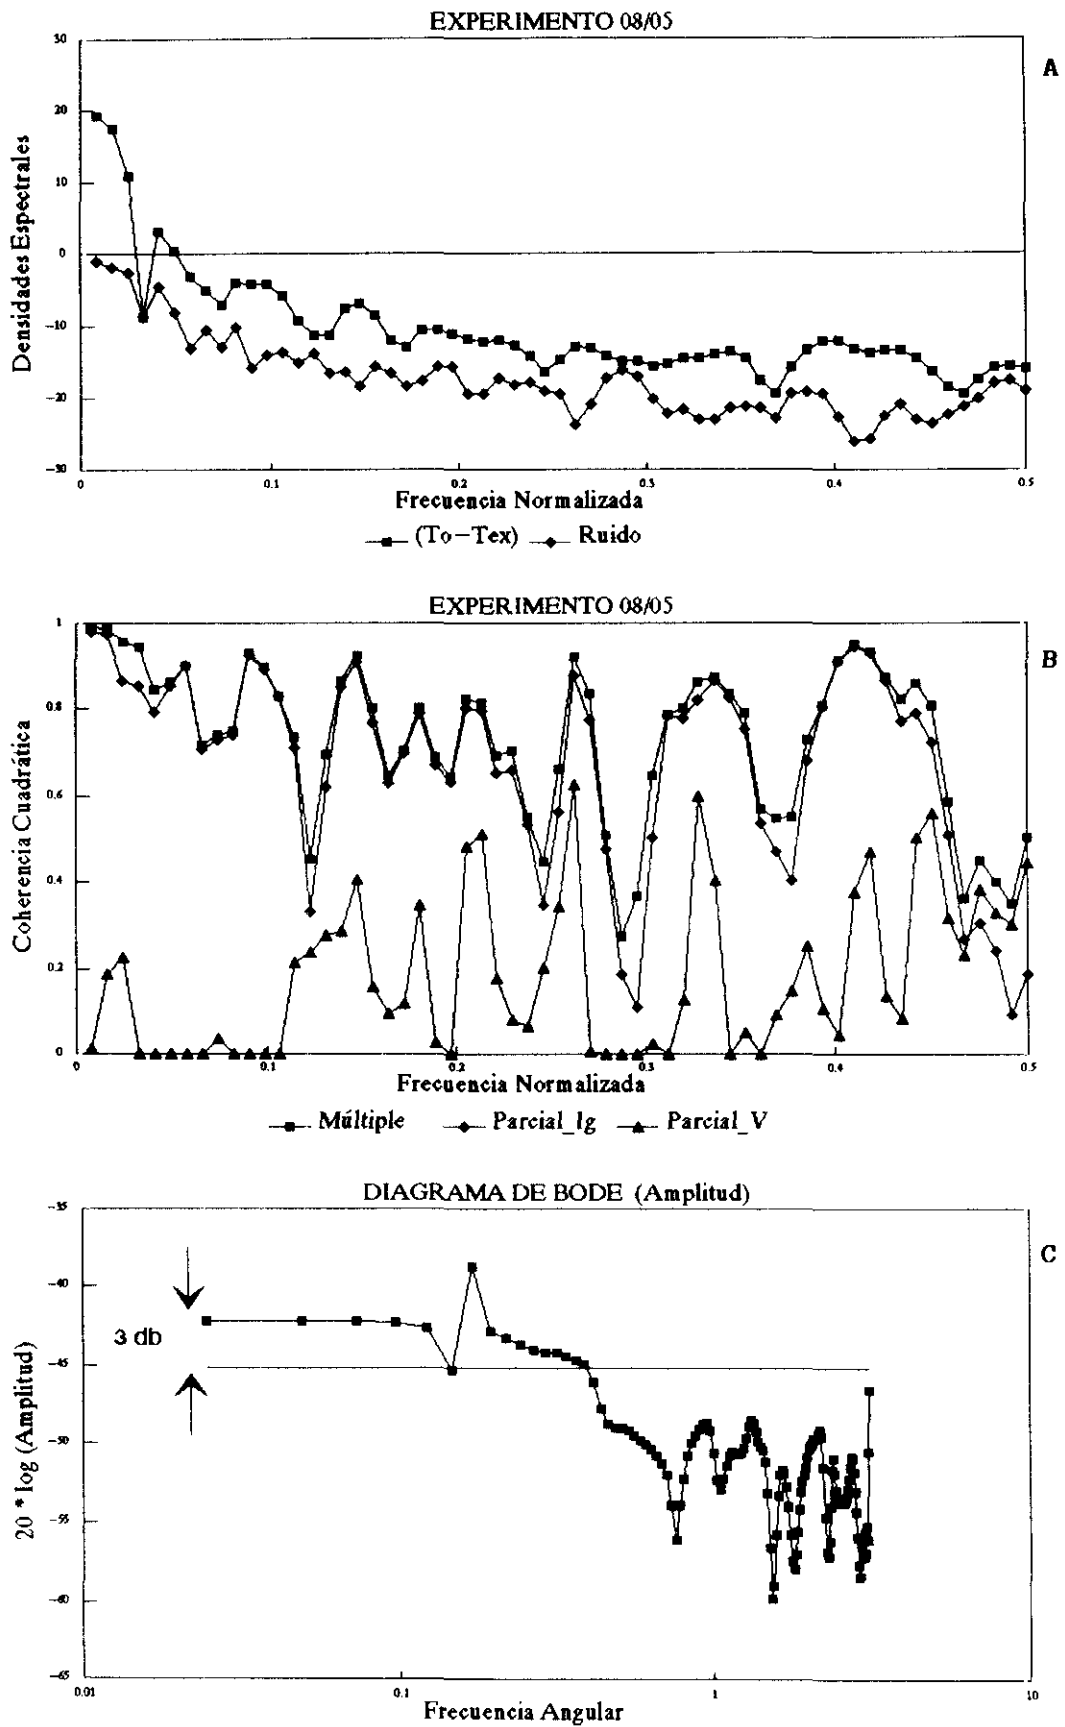 EXPERIMENTO 08/05
A
30
20
10
0
-10
-20
-30
Densidades Espectrales
0 0.1 0.2 0.3 0.4 0.5
Frecuencia Normalizada
(To-Tex) Ruido
EXPERIMENTO 08/05
B
1
0.8
0.6
0.4
0.2
0
Coherencia Cuadrática
0.1 0.2 0.3 0.4 0.5
Frecuencia Normalizada
Múltiple Parcial_Ig Parcial_V
DIAGRAMA DE BODE (Amplitud)
C
-35
-40
-45
-50
-55
-60
-65
3 db
20 * log (Amplitud)
0.01 0.1 1 10
Frecuencia Angular